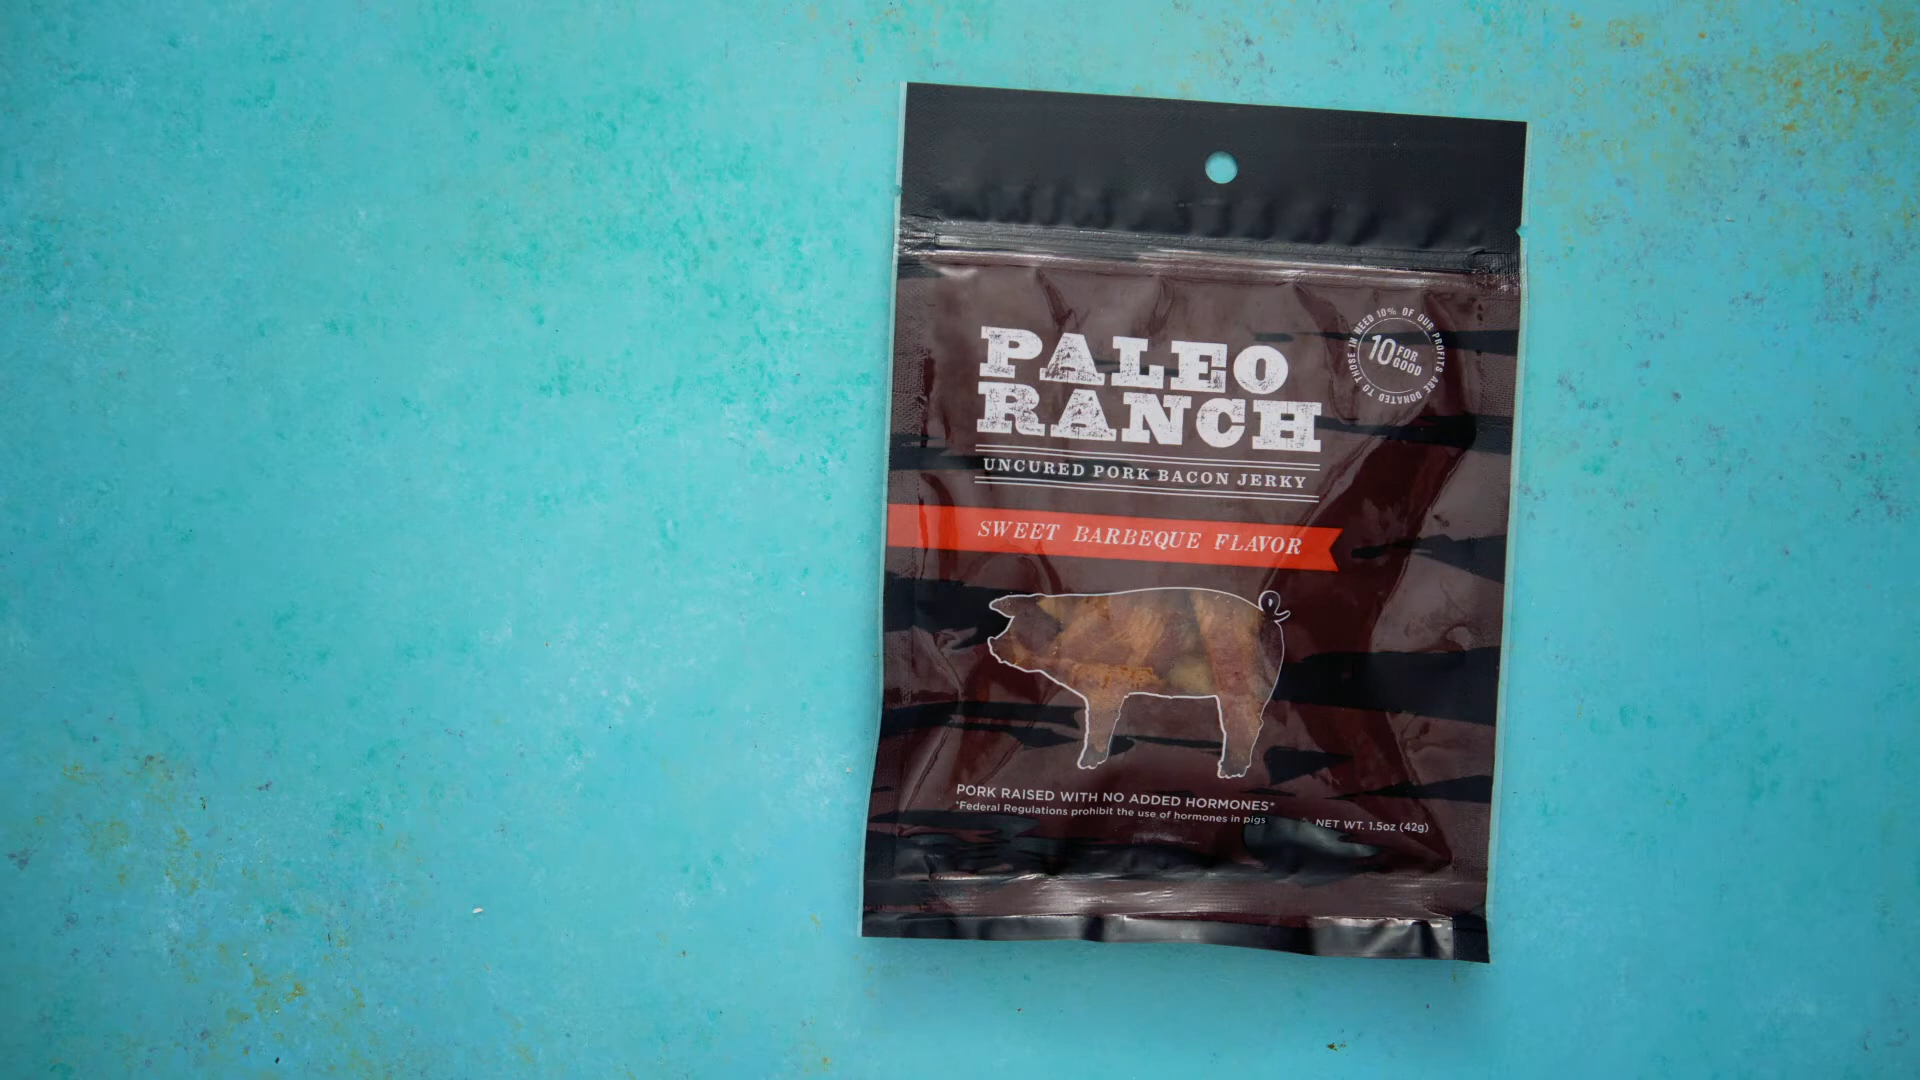 PALEO
RANCH
UNCURED PORK BACON JERKY
10% OF OUR PROFITS ARE DONATED TO THOSE IN NEED
10 FOR
GOOD
SWEET BARBEQUE FLAVOR
PORK RAISED WITH NO ADDED HORMONES*
*Federal Regulations prohibit the use of hormones in pigs
NET WT. 1.5oz (42g)